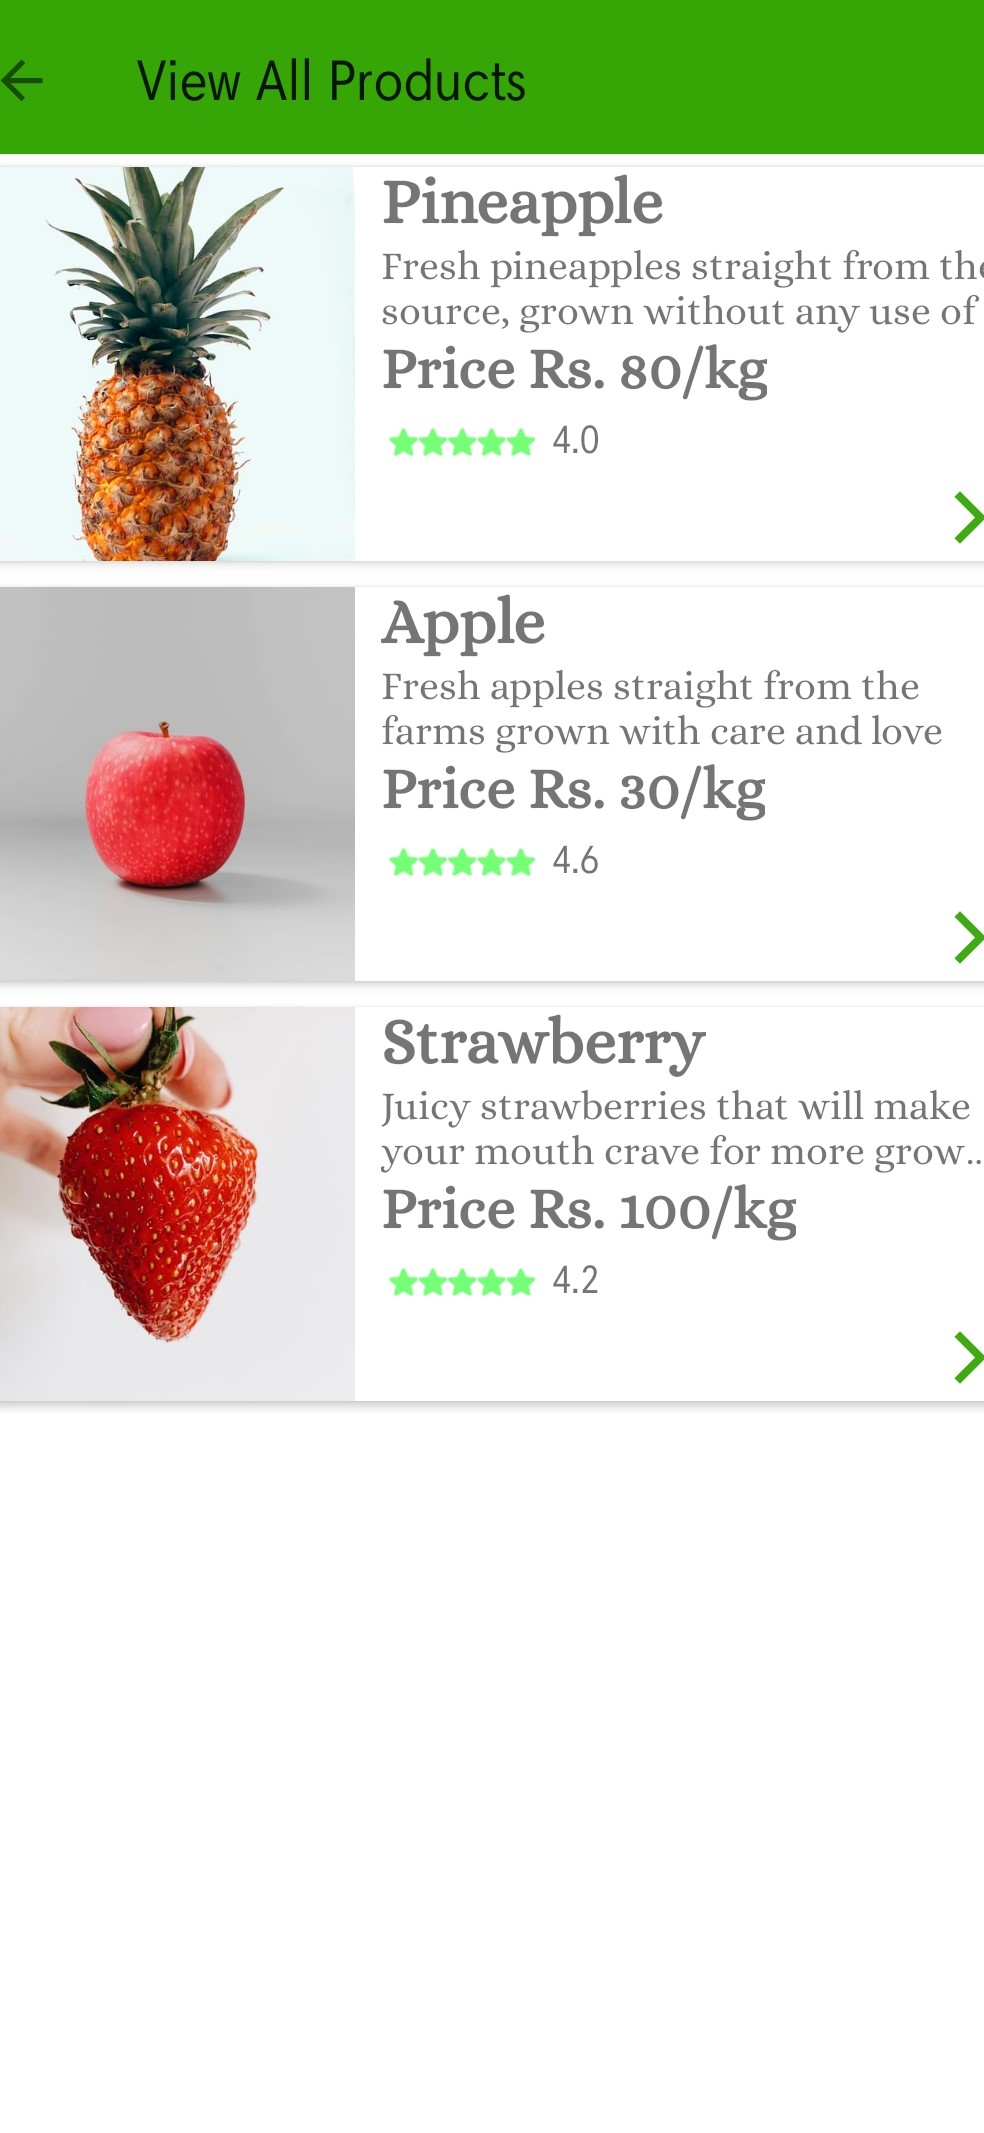 View All Products
Pineapple
Fresh pineapples straight from the
source, grown without any use of
Price Rs. 80/kg
4.0
Apple
Fresh apples straight from the
farms grown with care and love
Price Rs. 30/kg
4.6
Strawberry
Juicy strawberries that will make
your mouth crave for more grow..
Price Rs. 100/kg
4.2